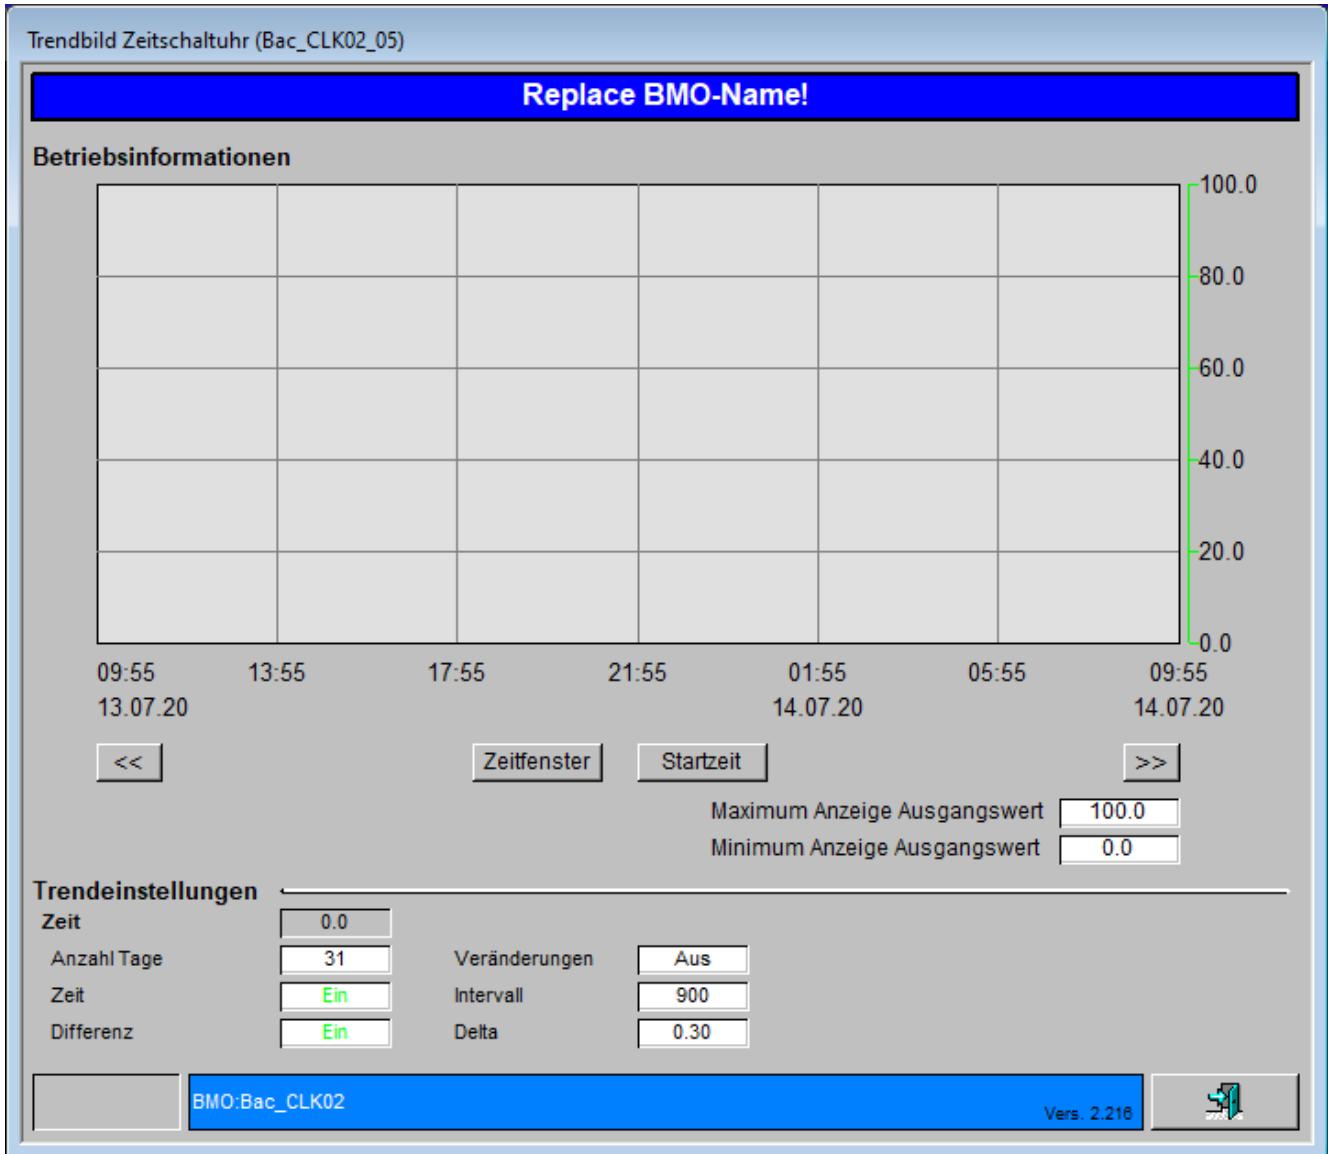 Trendbild Zeitschaltuhr (Bac_CLK02_05)
Replace BMO-Name!
Betriebsinformationen
100.0
80.0
60.0
40.0
20.0
0.0
09:55 13:55 17:55 21:55 01:55 05:55 09:55
13.07.20 14.07.20 14.07.20
<< Zeitfenster Startzeit >>
Maximum Anzeige Ausgangswert 100.0
Minimum Anzeige Ausgangswert 0.0
Trendeinstellungen
Zeit 0.0
Anzahl Tage 31 Veränderungen Aus
Zeit Ein Intervall 900
Differenz Ein Delta 0.30
BMO:Bac_CLK02 Vers. 2.216